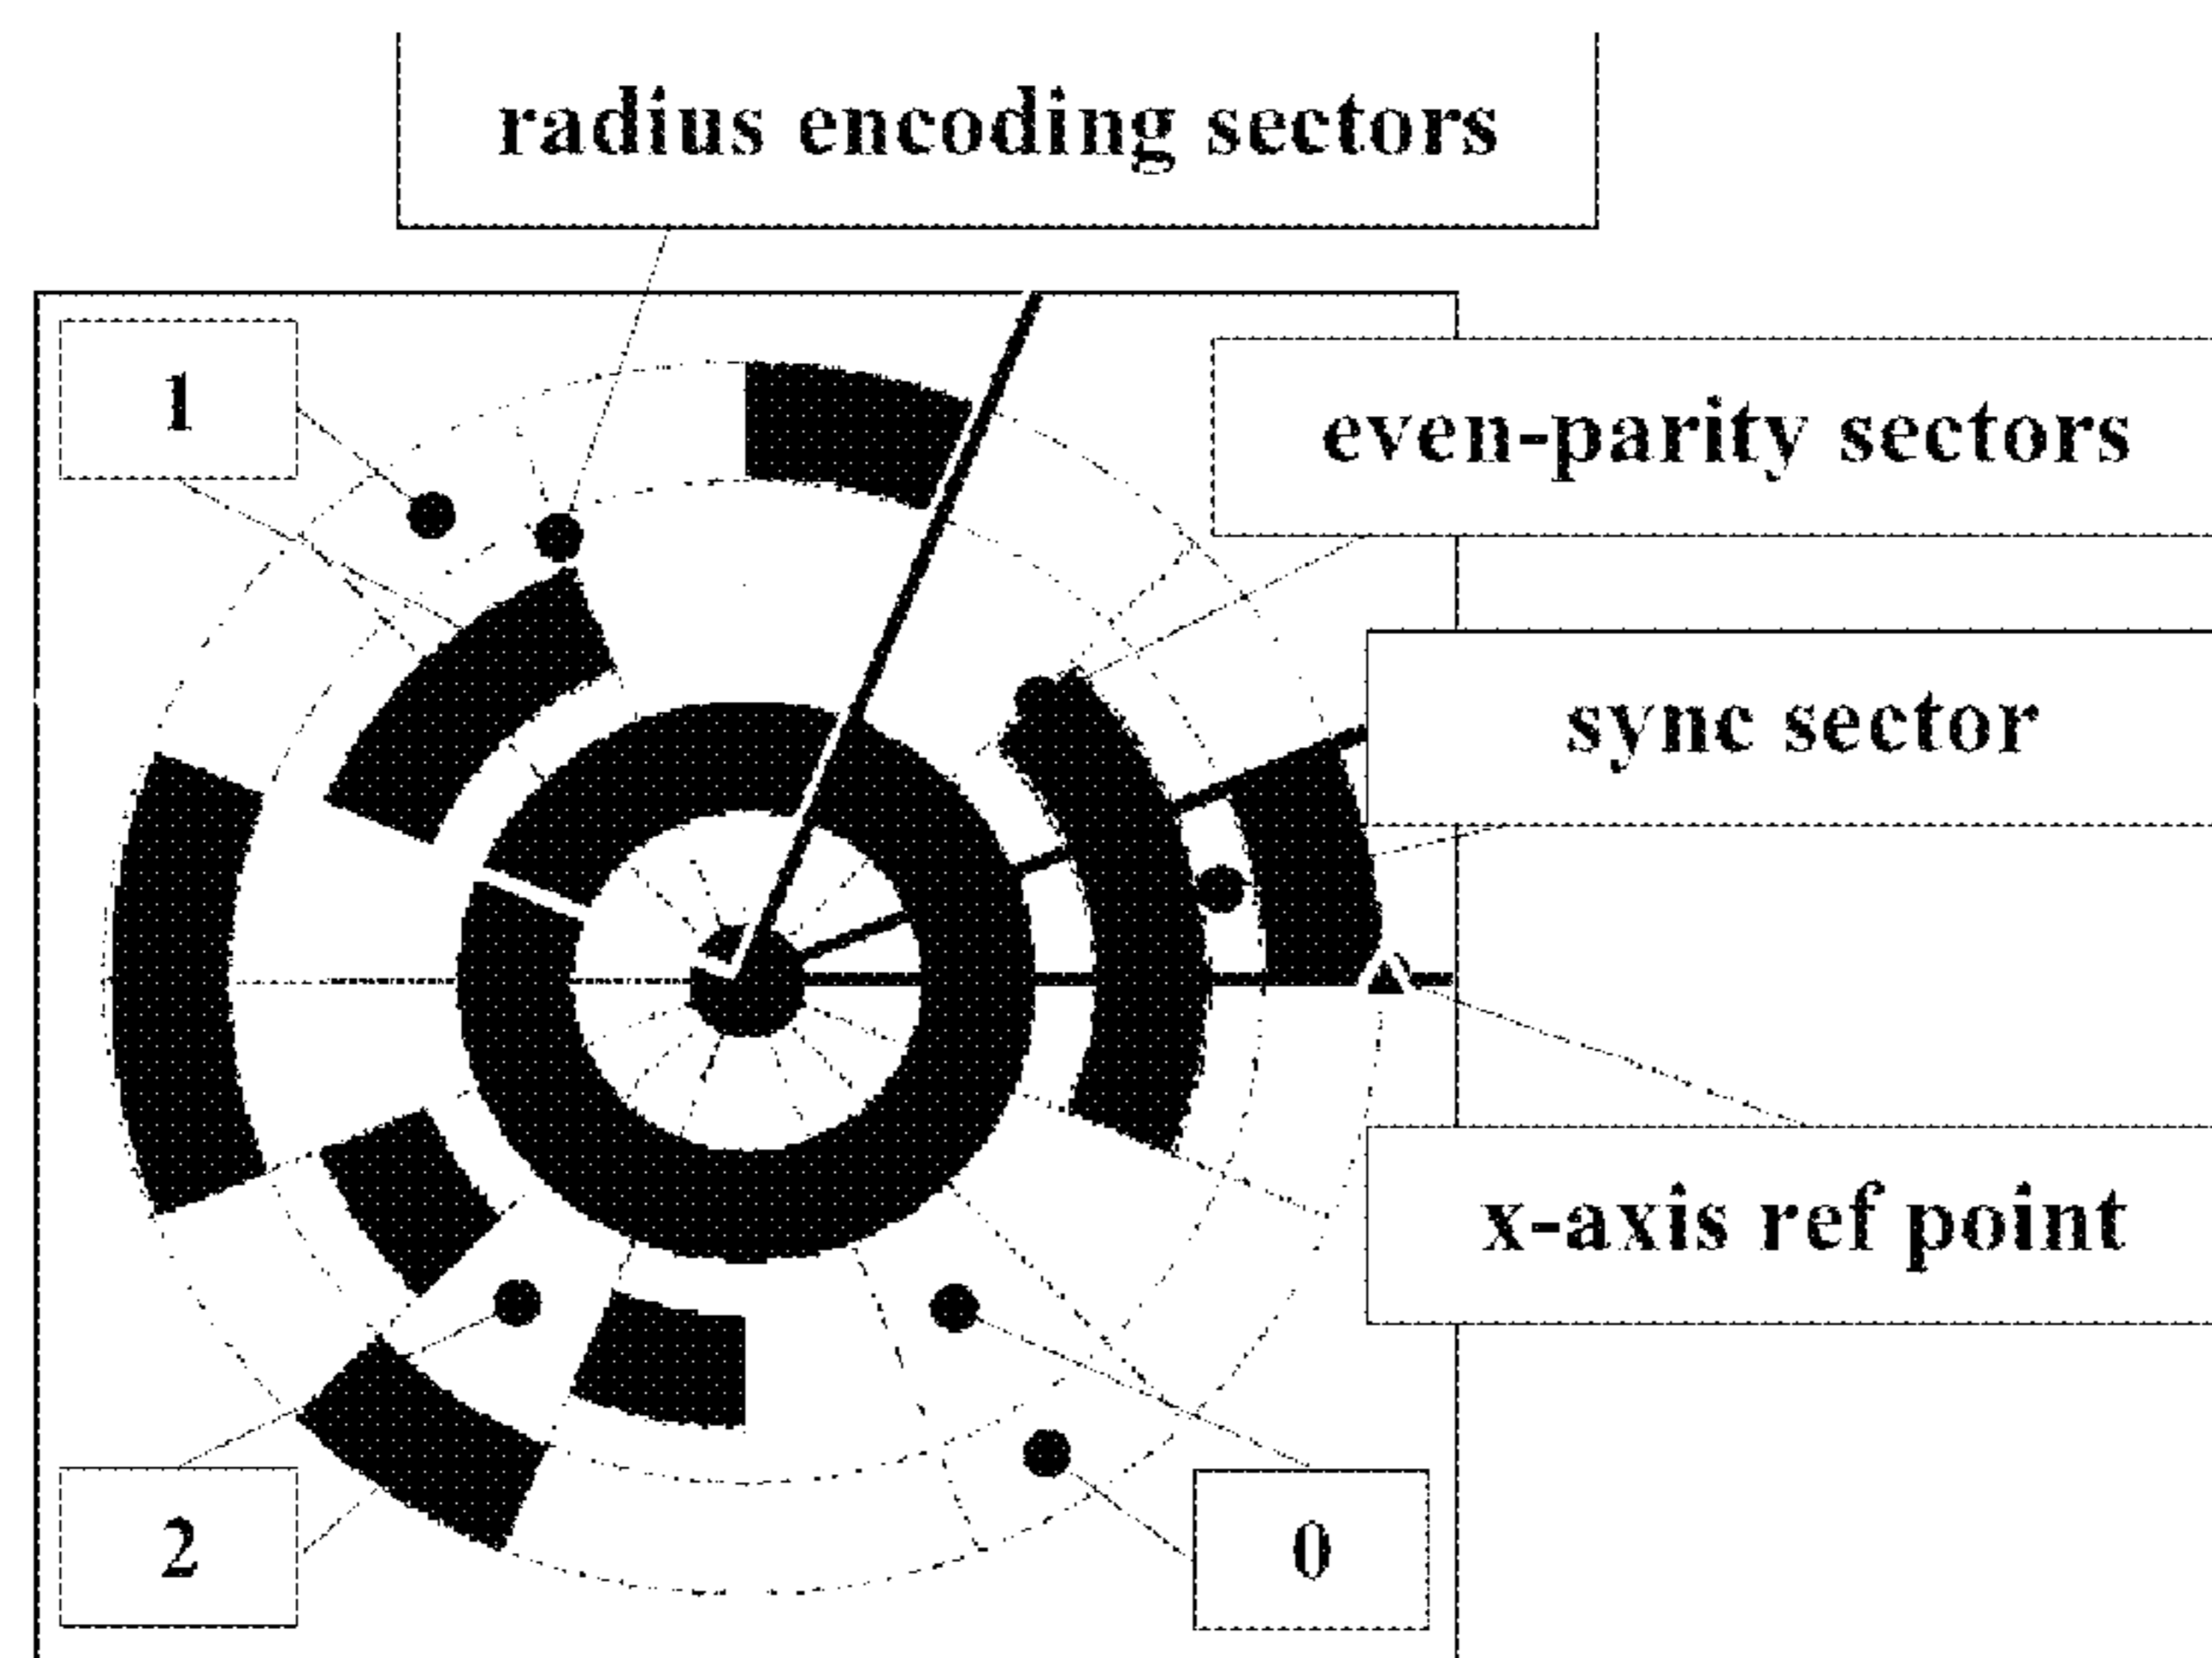 radius encoding sectors
1
even-parity sectors
sync sector
x-axis ref point
2
0